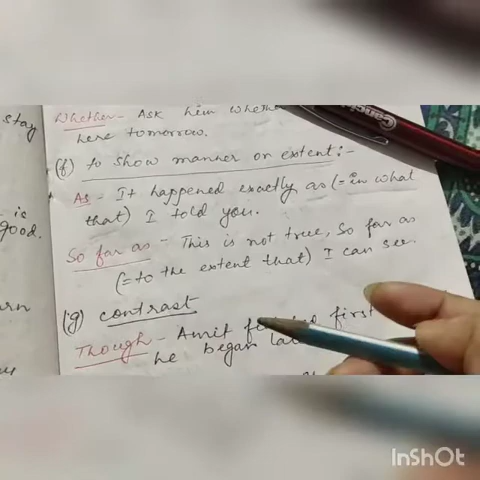 stay
is
good.
Whether - Ask him
here tomorrow.
(f) to show manner or extent:-
As - It happened exactly as (= in what
that) I told you.
So far as - This is not true, So far as
(= to the extent that) I can see.
(g) contrast
Though - Amit first
he began
InShOt